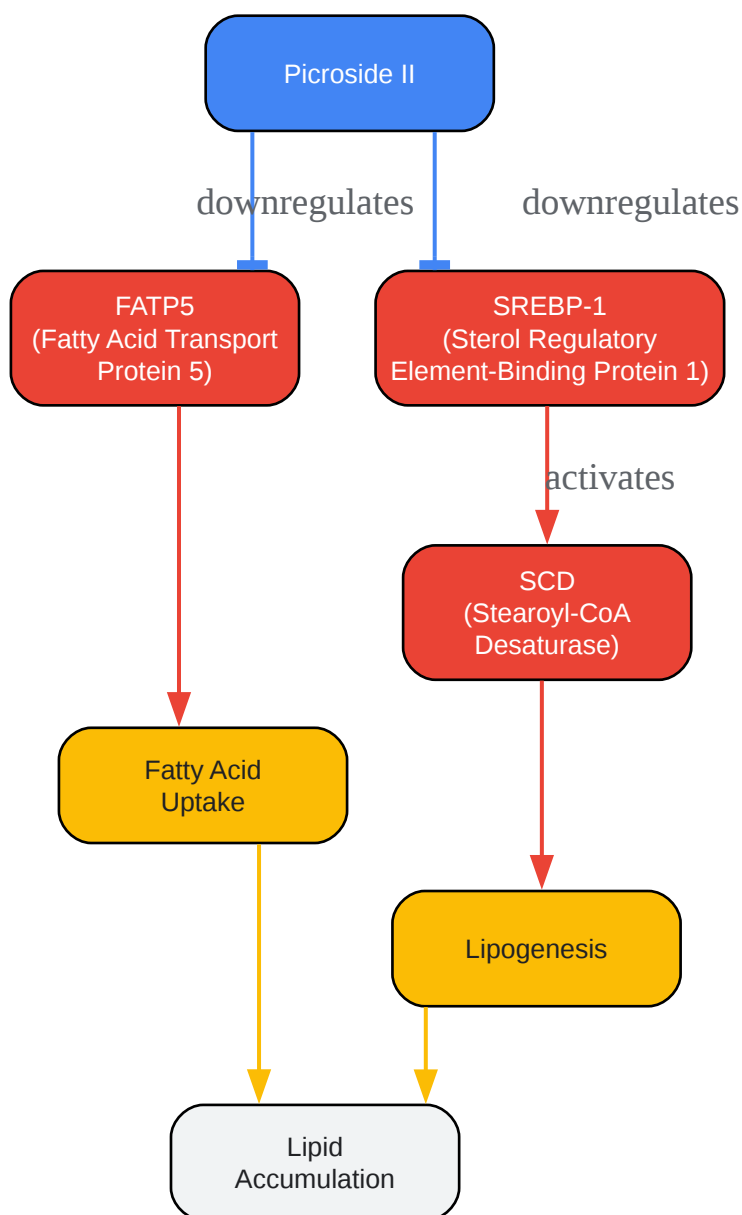 Picroside II
downregulates
downregulates
FATP5
(Fatty Acid Transport
Protein 5)
SREBP-1
(Sterol Regulatory
Element-Binding Protein 1)
activates
SCD
(Stearoyl-CoA
Desaturase)
Fatty Acid
Uptake
Lipogenesis
Lipid
Accumulation